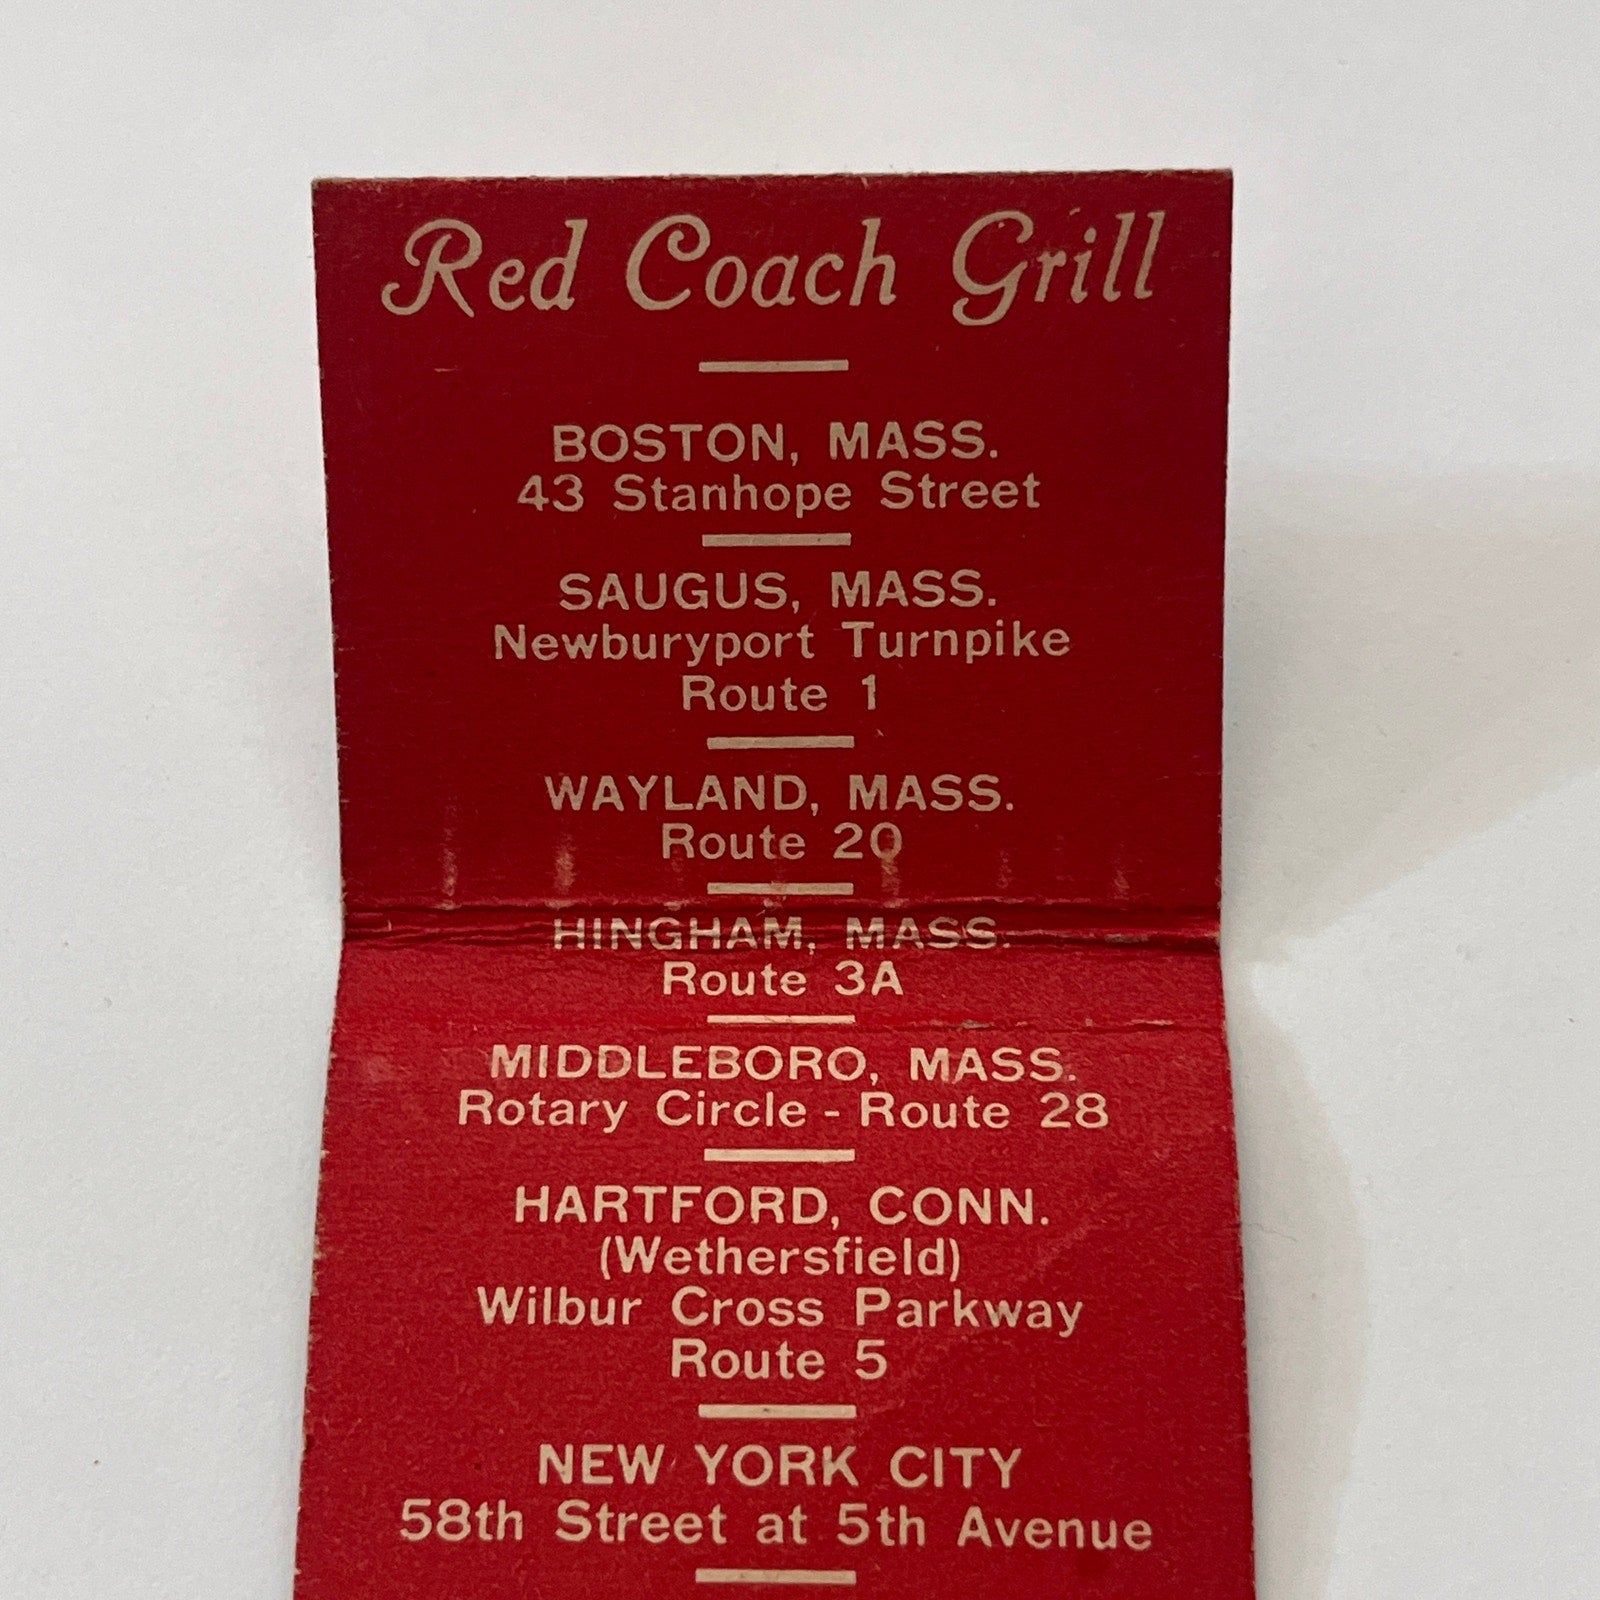 Red Coach Grill
BOSTON, MASS.
43 Stanhope Street
SAUGUS, MASS.
Newburyport Turnpike
Route 1
WAYLAND, MASS.
Route 20
HINGHAM, MASS.
Route 3A
MIDDLEBORO, MASS.
Rotary Circle - Route 28
HARTFORD, CONN.
(Wethersfield)
Wilbur Cross Parkway
Route 5
NEW YORK CITY
58th Street at 5th Avenue